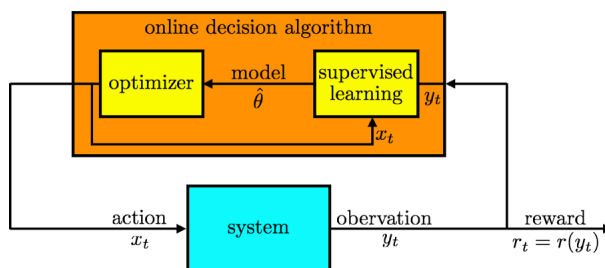 online decision algorithm
optimizer
model
θ̂
supervised
learning
y_t
x_t
action
x_t
system
obervation
y_t
reward
r_t = r(y_t)